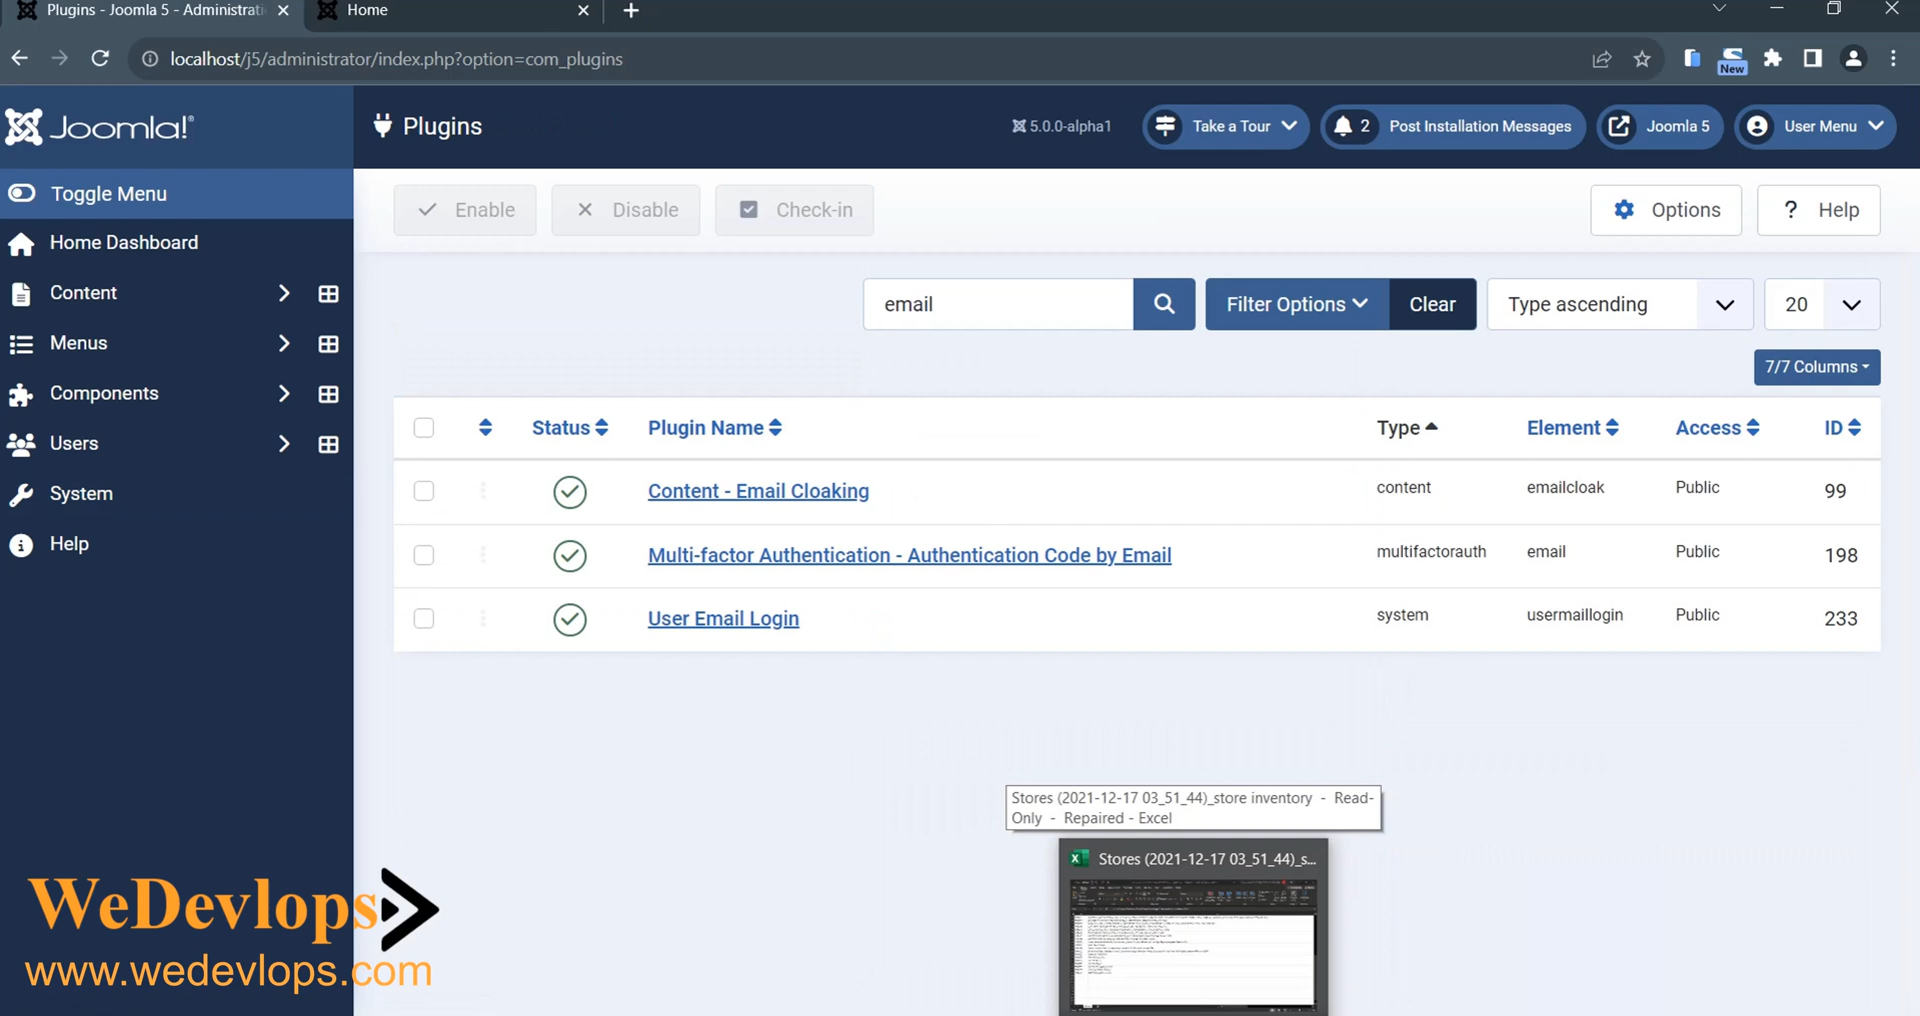 Plugins - Joomla 5 - Administrati
Home
localhost/j5/administrator/index.php?option=com_plugins
New
Joomla!®
Plugins
5.0.0-alpha1
Take a Tour
2
Post Installation Messages
Joomla 5
User Menu
Toggle Menu
Home Dashboard
Content
Menus
Components
Users
System
Help
Enable
Disable
Check-in
Options
? Help
email
Filter Options
Clear
Type ascending
20
7/7 Columns
Status Plugin Name Type Element Access ID
Content - Email Cloaking content emailcloak Public 99
Multi-factor Authentication - Authentication Code by Email multifactorauth email Public 198
User Email Login system usermaillogin Public 233
Stores (2021-12-17 03_51_44)_store inventory - Read-
Only - Repaired - Excel
Stores (2021-12-17 03_51_44)_s...
WeDevlops
www.wedevlops.com